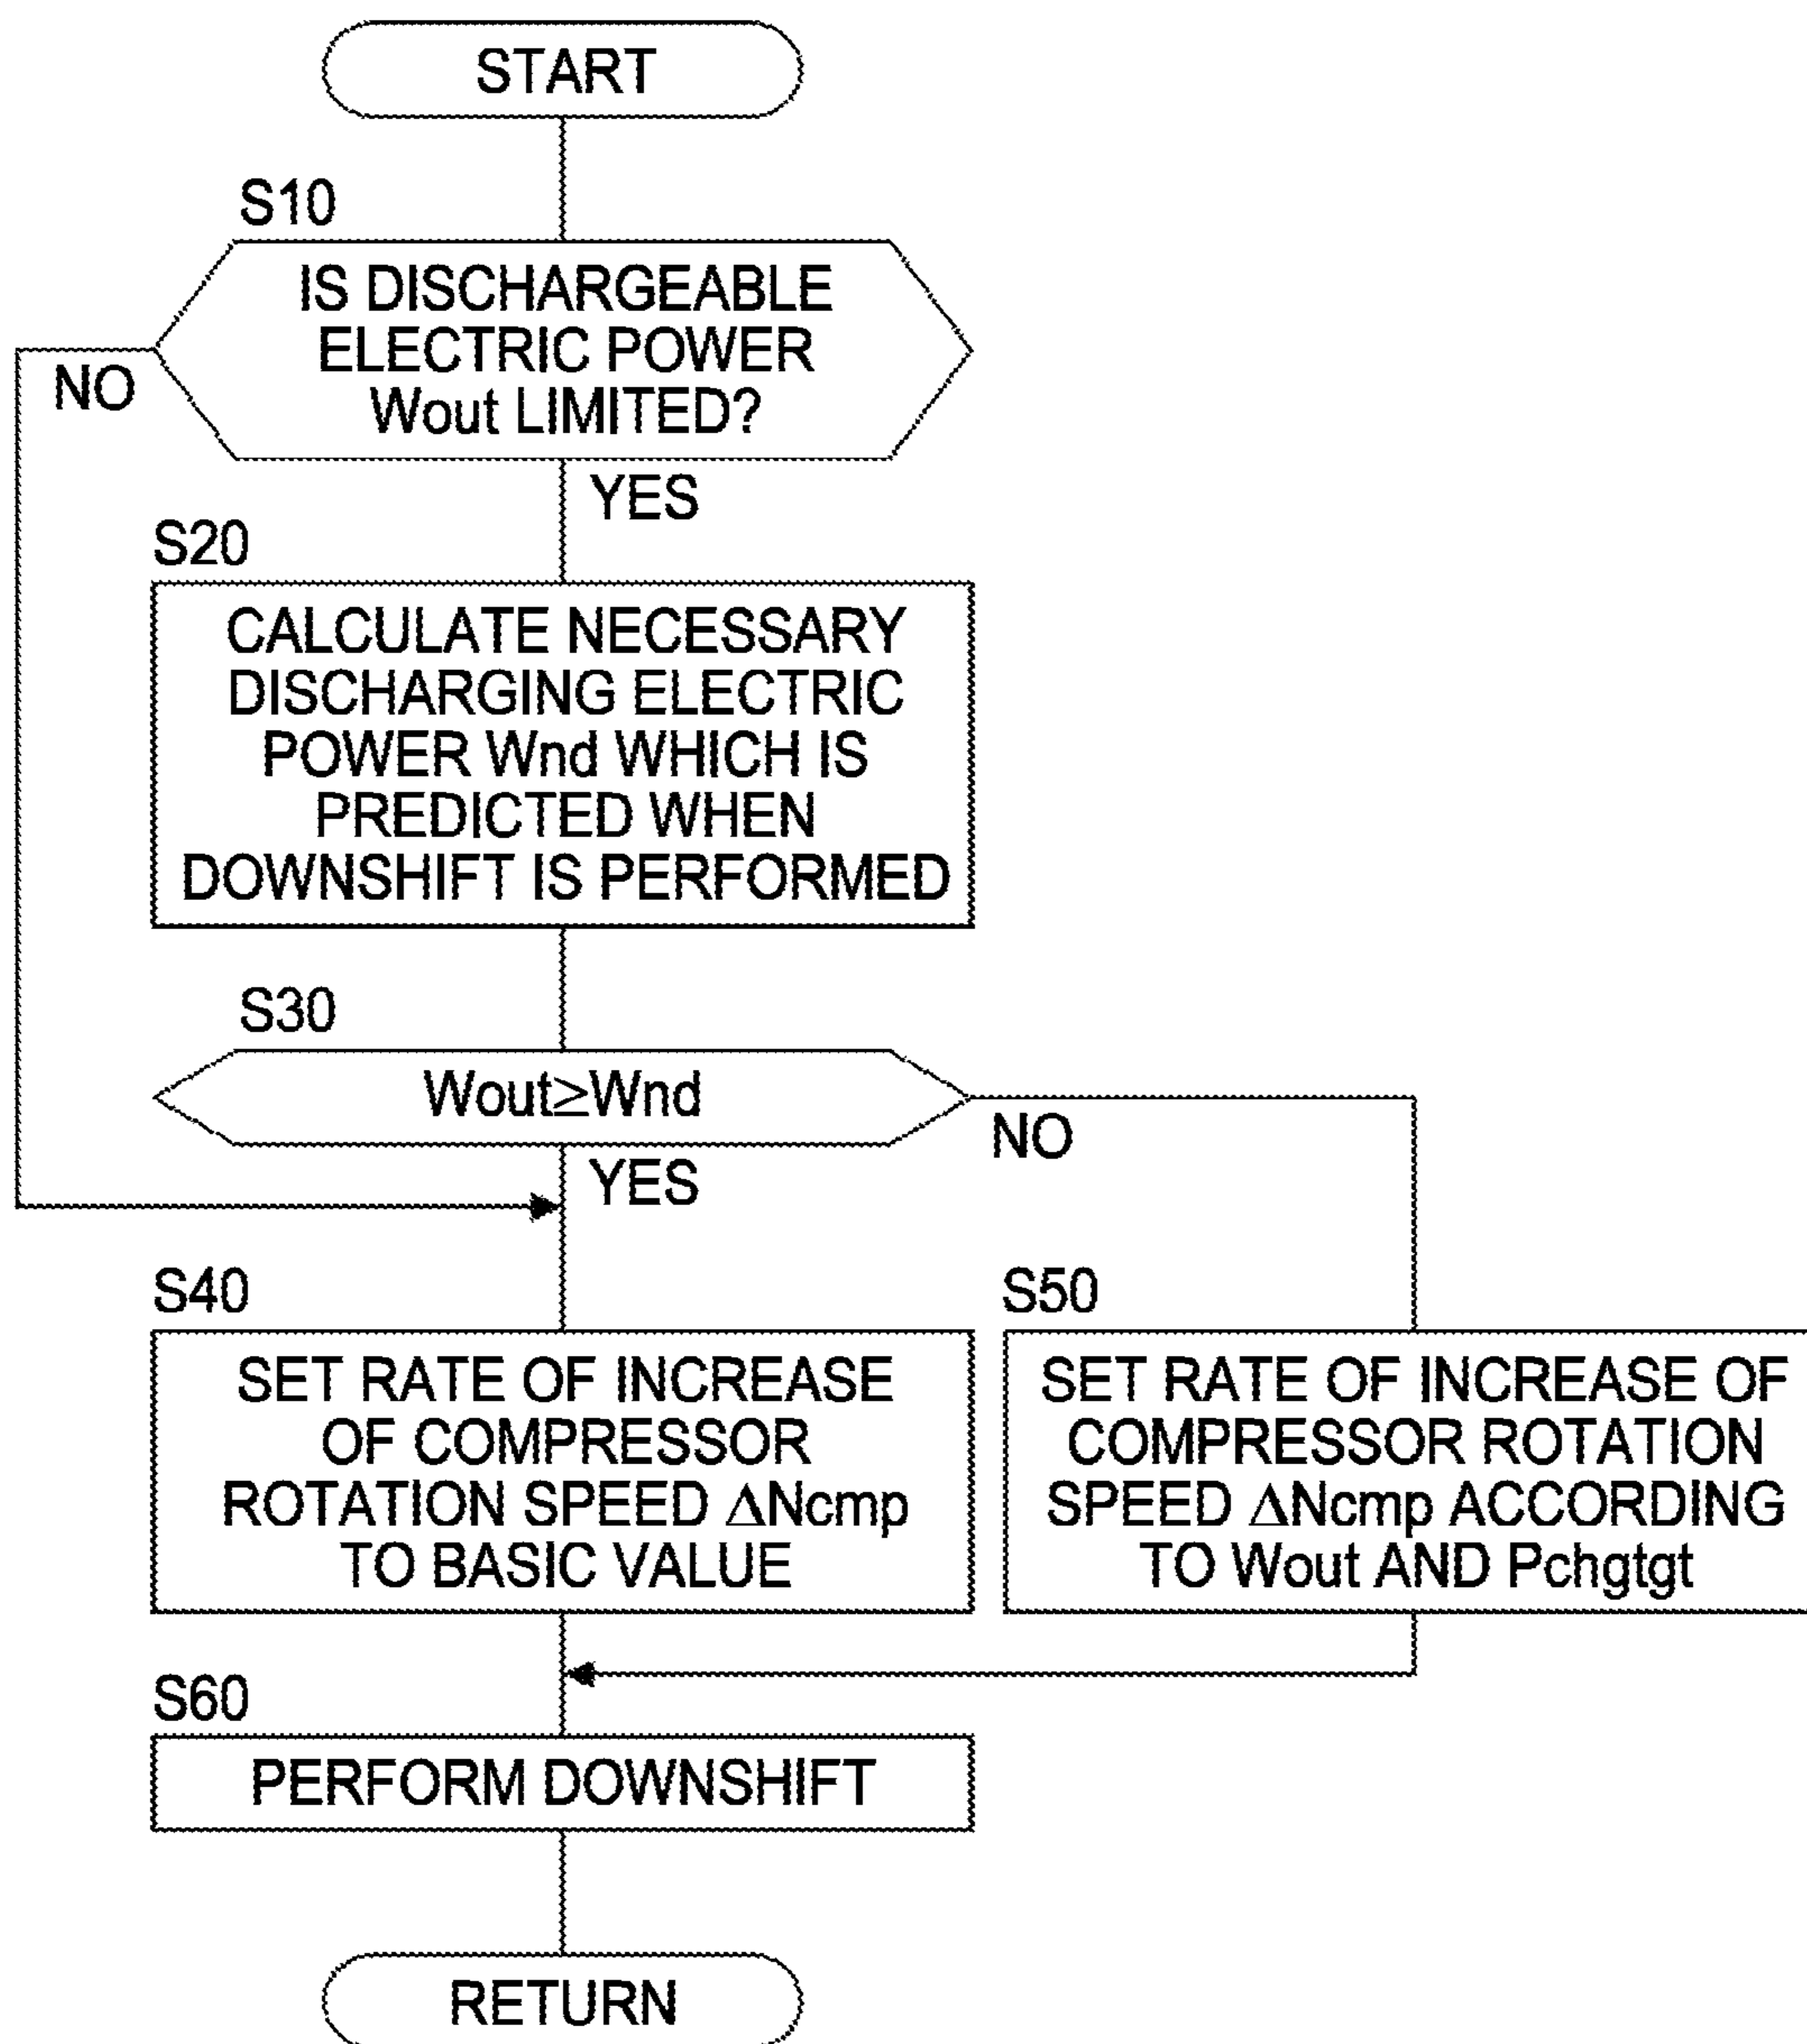 START
S10
IS DISCHARGEABLE
ELECTRIC POWER
Wout LIMITED?
NO
YES
S20
CALCULATE NECESSARY
DISCHARGING ELECTRIC
POWER Wnd WHICH IS
PREDICTED WHEN
DOWNSHIFT IS PERFORMED
S30
Wout≥Wnd
NO
YES
S40
SET RATE OF INCREASE
OF COMPRESSOR
ROTATION SPEED ΔNcmp
TO BASIC VALUE
S50
SET RATE OF INCREASE OF
COMPRESSOR ROTATION
SPEED ΔNcmp ACCORDING
TO Wout AND Pchgtgt
S60
PERFORM DOWNSHIFT
RETURN